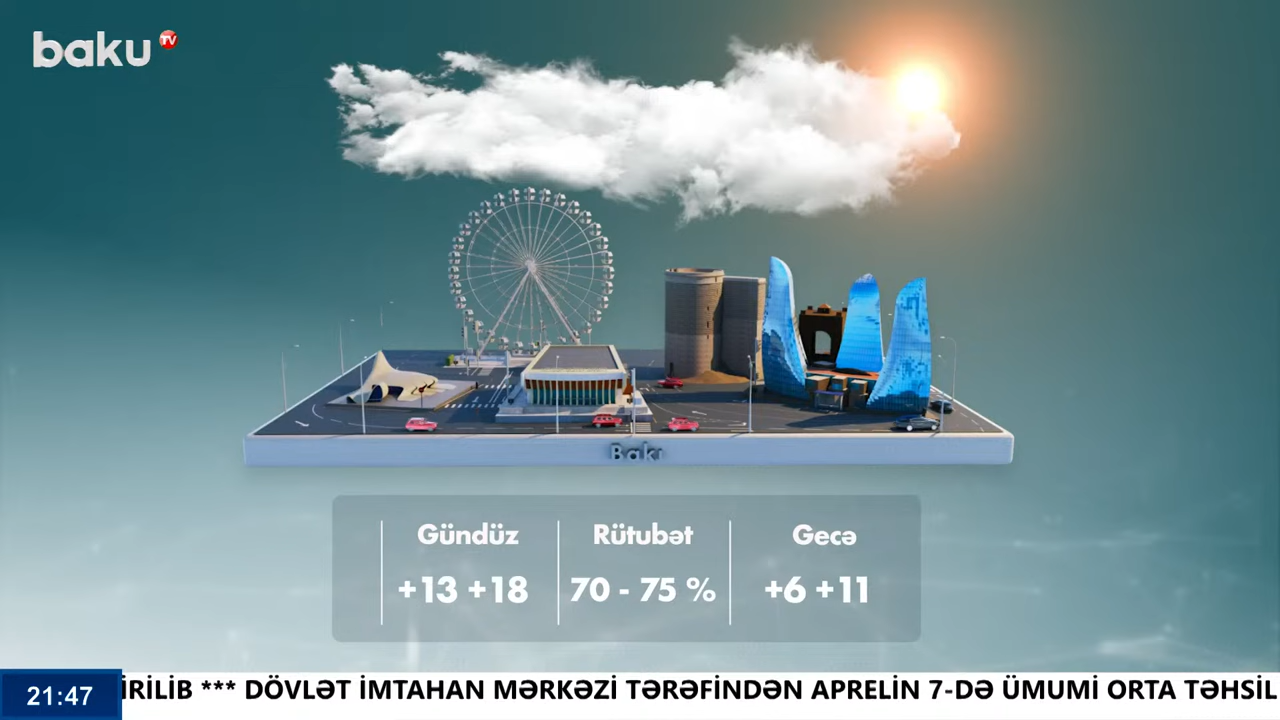 baku TV
Bakı
Gündüz
Rütubət
Gecə
+13 +18
70 - 75 %
+6 +11
21:47
İRİLİB *** DÖVLƏT İMTAHAN MƏRKƏZİ TƏRƏFİNDƏN APRELİN 7-DƏ ÜMUMİ ORTA TƏHSİL